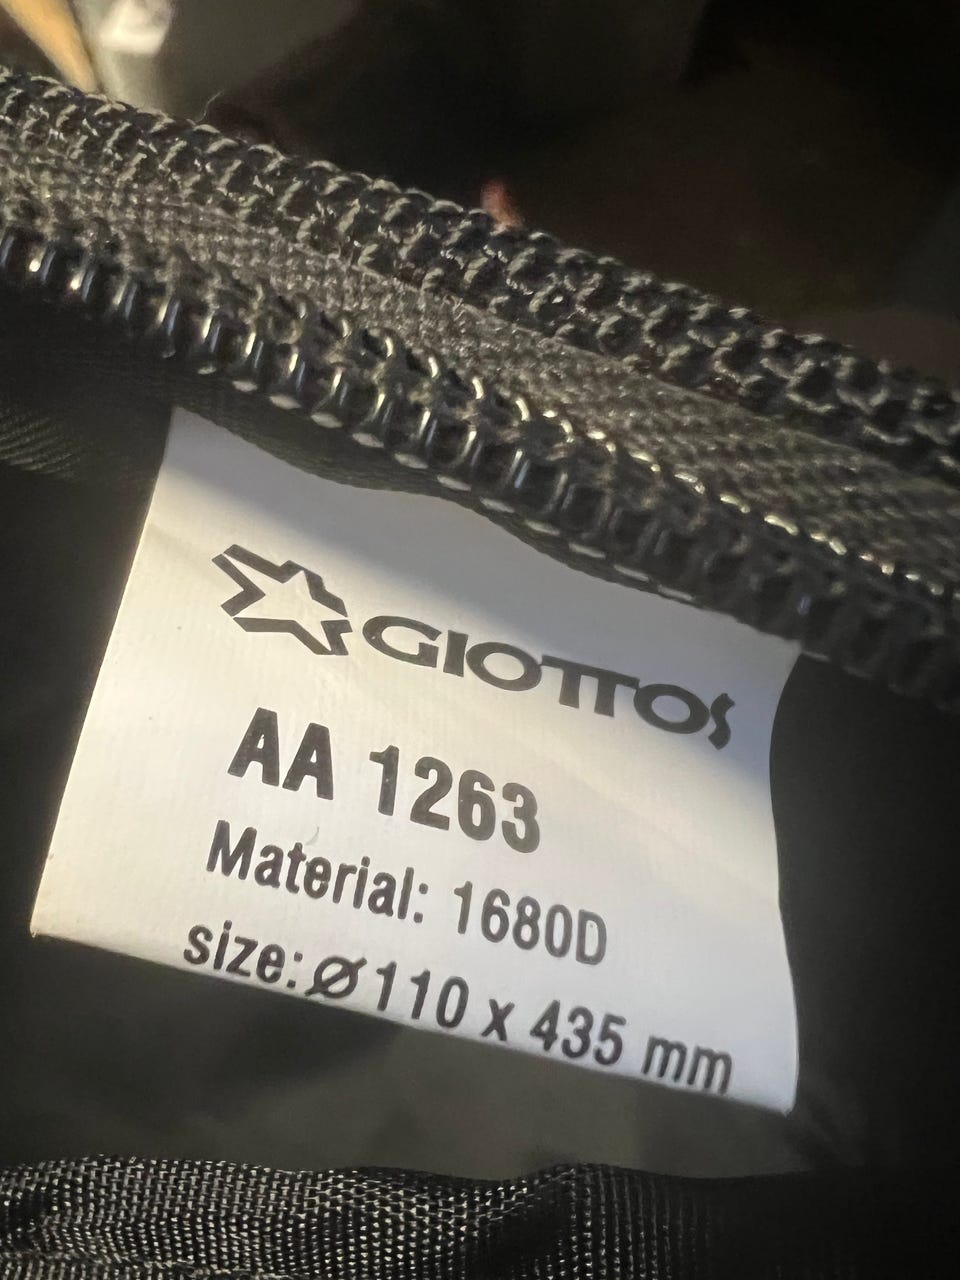 GIOTTOS
AA 1263
Material: 1680D
size: Ø110 x 435 mm